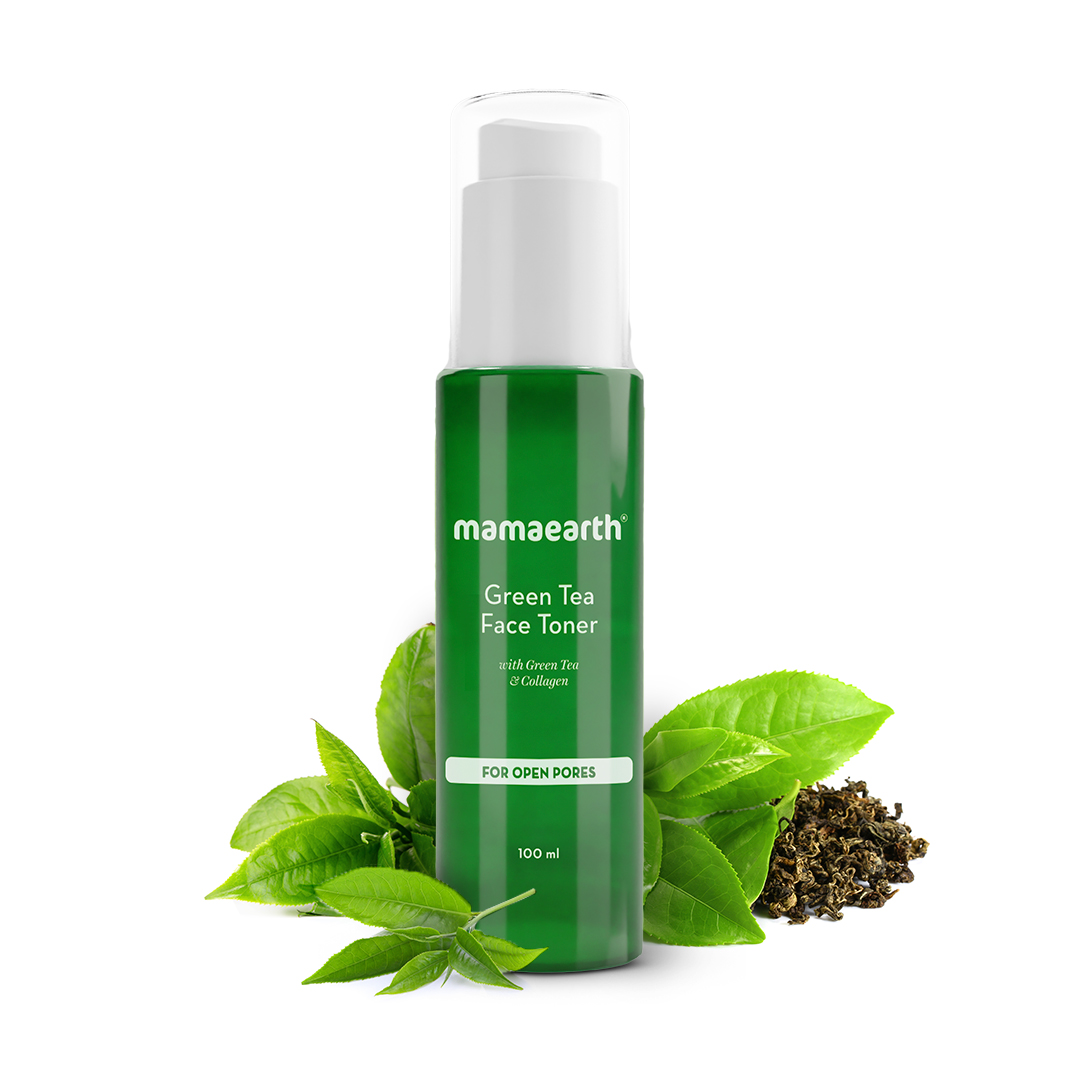 mamaearth®
Green Tea
Face Toner
with Green Tea
& Collagen
FOR OPEN PORES
100 ml